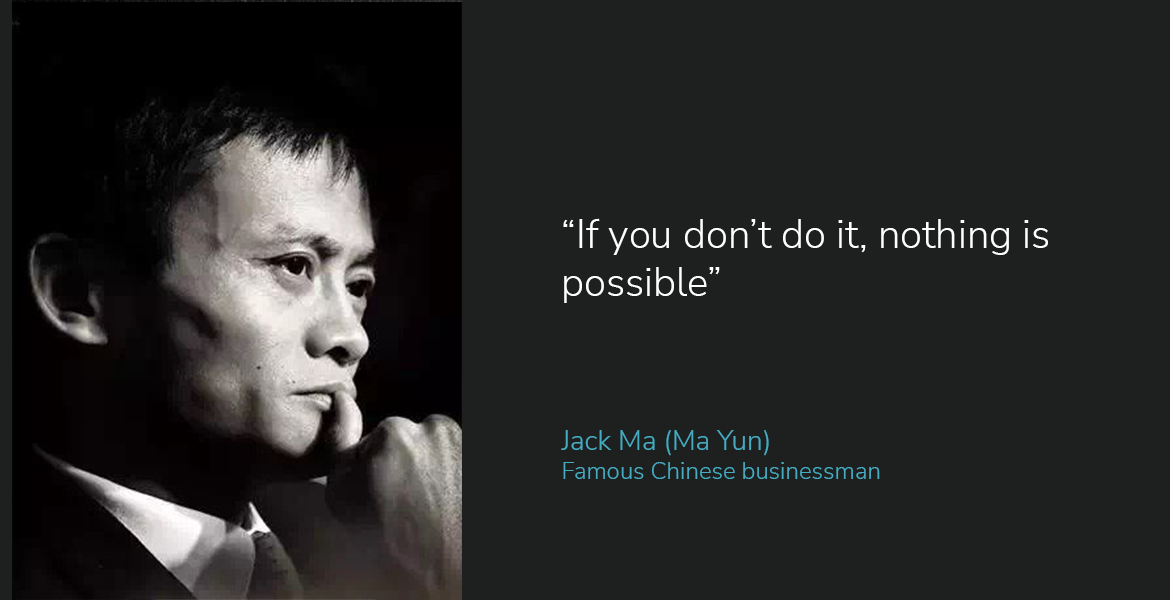 “If you don’t do it, nothing is
possible”
Jack Ma (Ma Yun)
Famous Chinese businessman